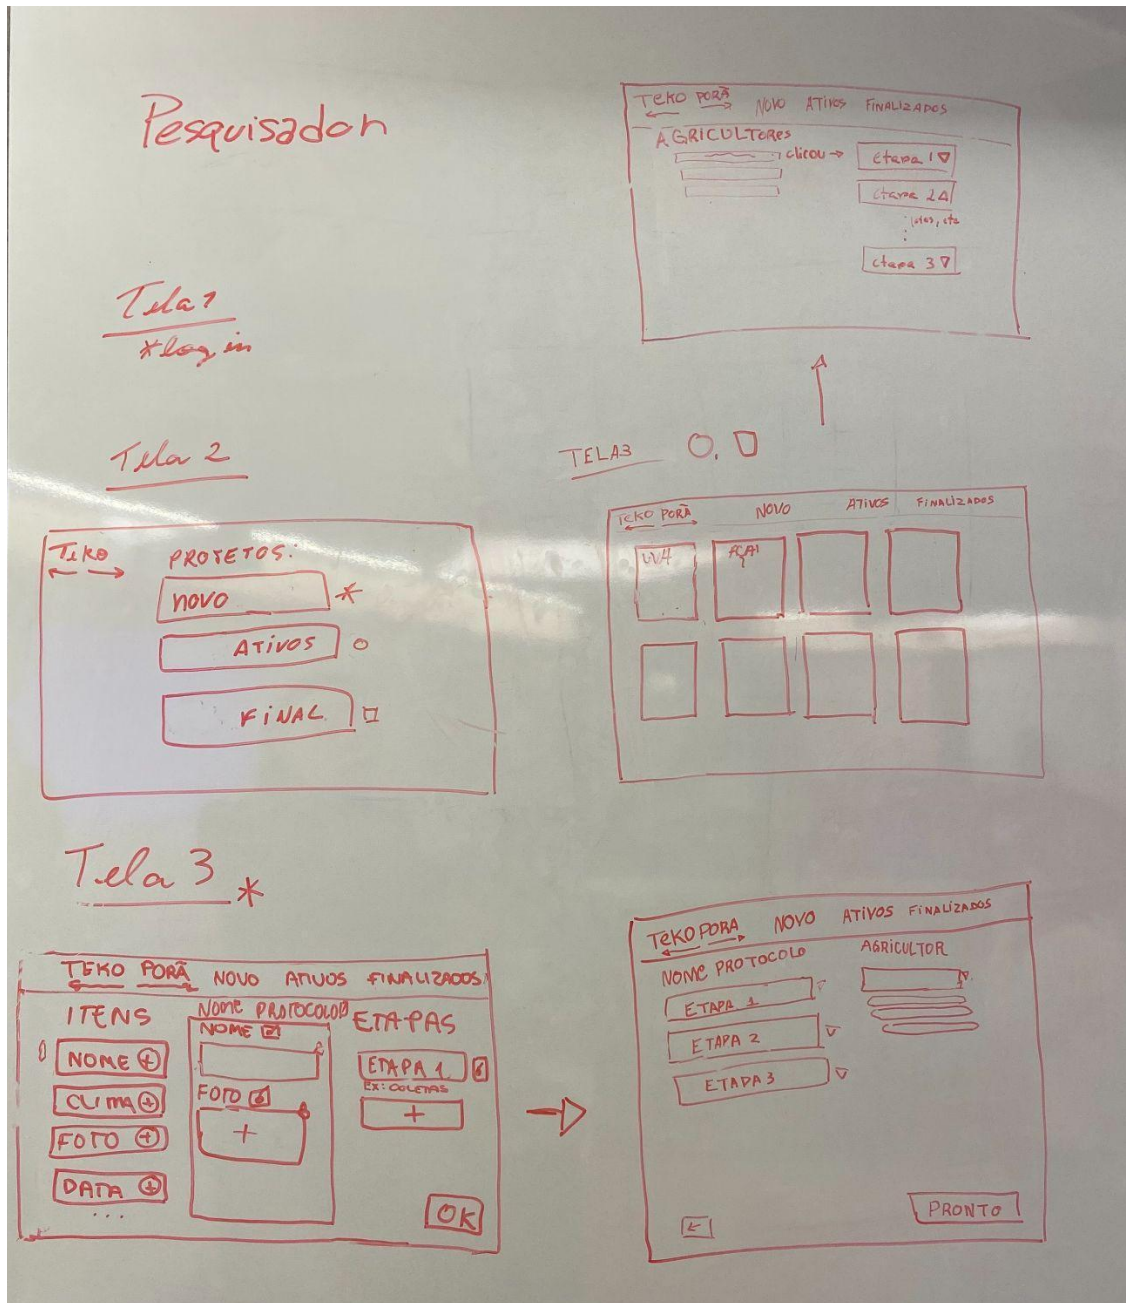 Pesquisador
TEKO PORÃ NOVO ATIVOS FINALIZADOS
AGRICULTORES
clicou
etapa 1
etapa 2
etapa 3
Tela 1
*log in
Tela 2
TEKO
PROJETOS:
NOVO
ATIVOS
FINAL
TELA3
TEKO PORÃ NOVO ATIVOS FINALIZADOS
UVA AÇAI
Tela 3 *
TEKO PORÃ NOVO ATIVOS FINALIZADOS
ITENS
NOME +
CLIMA +
FOTO +
DATA +
...
NOME PROTOCOLO
NOME
FOTO
+
ETAPAS
ETAPA 1
EX: COLETAS
+
OK
TEKO PORÃ NOVO ATIVOS FINALIZADOS
NOME PROTOCOLO
ETAPA 1
ETAPA 2
ETAPA 3
AGRICULTOR
PRONTO